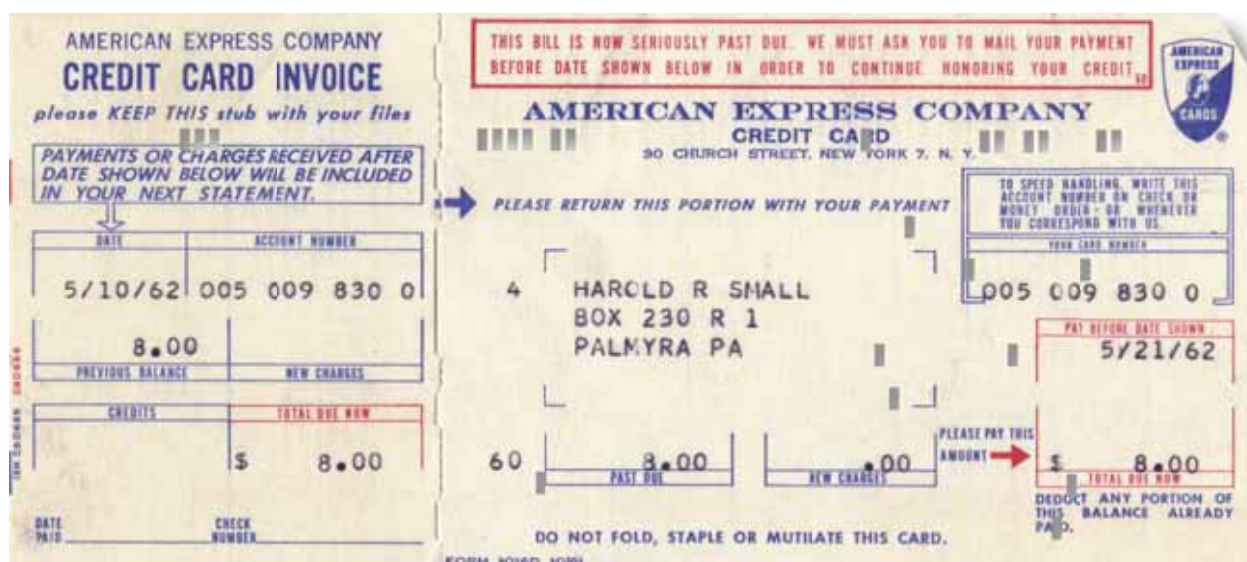 AMERICAN EXPRESS COMPANY
CREDIT CARD INVOICE
please KEEP THIS stub with your files
PAYMENTS OR CHARGES RECEIVED AFTER
DATE SHOWN BELOW WILL BE INCLUDED
IN YOUR NEXT STATEMENT.
DATE ACCOUNT NUMBER
5/10/62 005 009 830 0
8.00
PREVIOUS BALANCE NEW CHARGES
CREDITS TOTAL DUE NOW
$ 8.00
DATE PAID CHECK NUMBER
THIS BILL IS NOW SERIOUSLY PAST DUE. WE MUST ASK YOU TO MAIL YOUR PAYMENT
BEFORE DATE SHOWN BELOW IN ORDER TO CONTINUE HONORING YOUR CREDIT.
AMERICAN EXPRESS COMPANY
CREDIT CARD
90 CHURCH STREET, NEW YORK 7, N. Y.
AMERICAN
EXPRESS
CARDS
®
PLEASE RETURN THIS PORTION WITH YOUR PAYMENT
TO SPEED HANDLING, WRITE THIS
ACCOUNT NUMBER ON CHECK OR
MONEY ORDER - OR WHENEVER
YOU CORRESPOND WITH US.
YOUR CARD NUMBER
005 009 830 0
4 HAROLD R SMALL
BOX 230 R 1
PALMYRA PA
PAY BEFORE DATE SHOWN
5/21/62
60 8.00 .00
PAST DUE NEW CHARGES
PLEASE PAY THIS
AMOUNT
$ 8.00
TOTAL DUE NOW
DEDUCT ANY PORTION OF
THIS BALANCE ALREADY
PAID.
DO NOT FOLD, STAPLE OR MUTILATE THIS CARD.